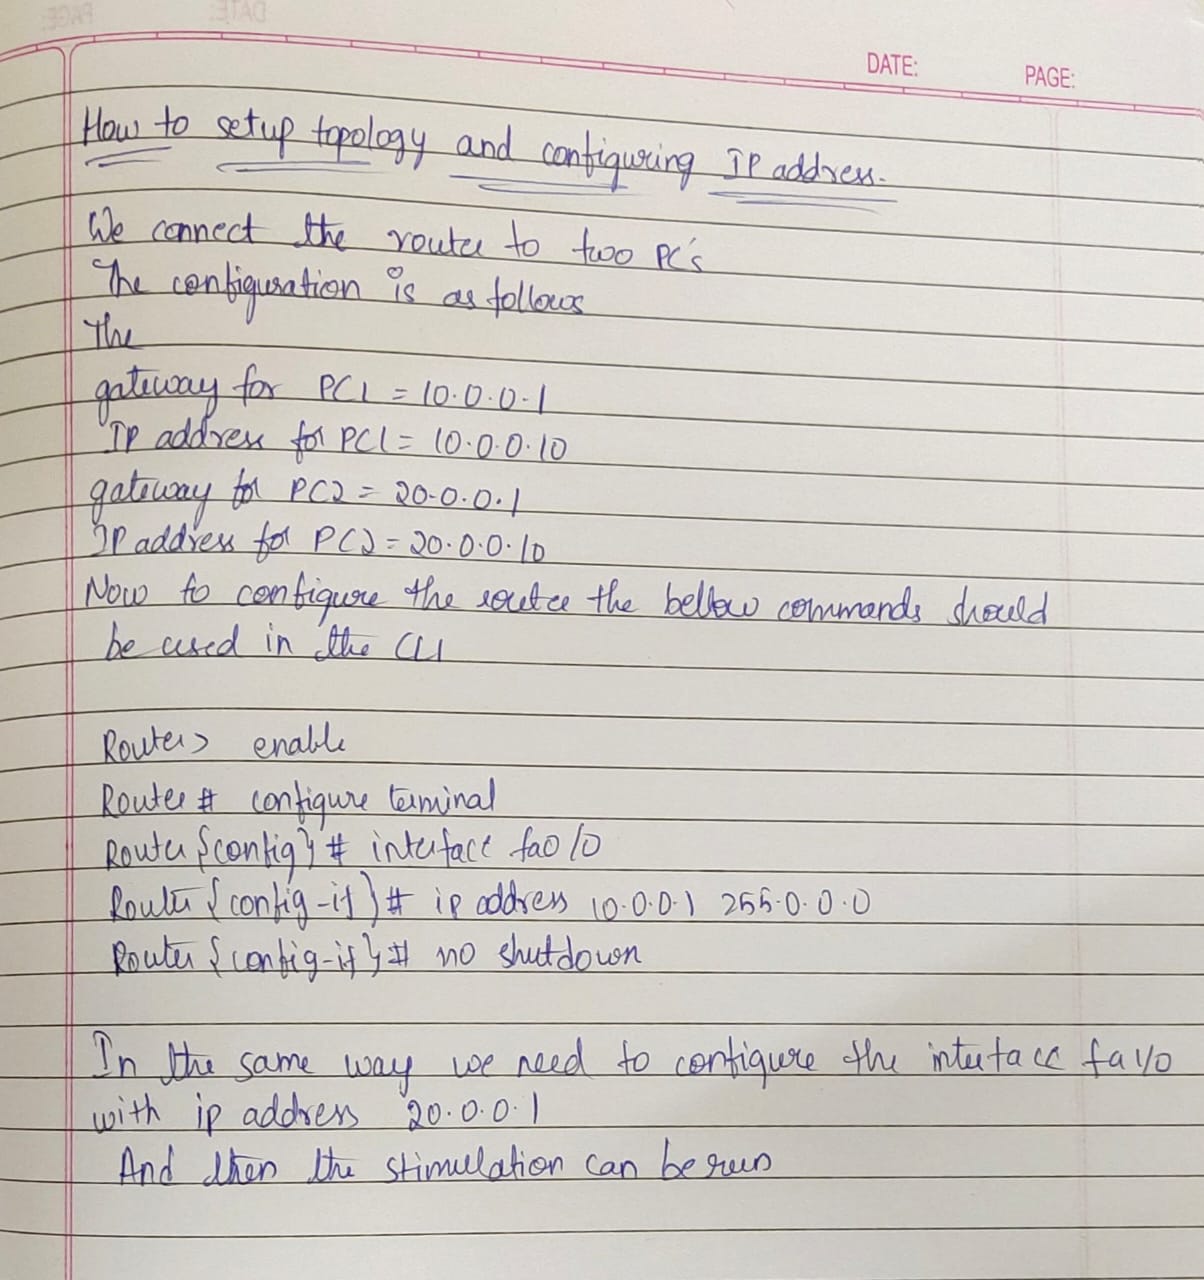 DATE: PAGE:
How to setup topology and configuring IP address.
We connect the router to two PC's
The configuration is as follows
The
gateway for PC1 = 10.0.0.1
IP address for PC1 = 10.0.0.10
gateway for PC2 = 20.0.0.1
IP address for PC2 = 20.0.0.10
Now to configure the router the bellow commands should
be used in the CLI
Router> enable
Router # configure terminal
Router {config} # interface fa0/0
Router {config-if} # ip address 10.0.0.1 255.0.0.0
Router {config-if} # no shutdown
In the same way we need to configure the interface fa1/0
with ip address 20.0.0.1
And then the stimulation can be run